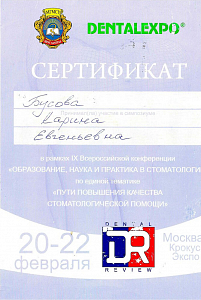 DENTALEXPO®
СЕРТИФИКАТ
Бусова
Карина
Евгеньевна
в рамках IX Всероссийской конференции
«ОБРАЗОВАНИЕ, НАУКА И ПРАКТИКА В СТОМАТОЛОГИИ»
по единой тематике
«ПУТИ ПОВЫШЕНИЯ КАЧЕСТВА
СТОМАТОЛОГИЧЕСКОЙ ПОМОЩИ»
20-22
февраля
DENTAL
DR
REVIEW
Москва
Крокус
Экспо